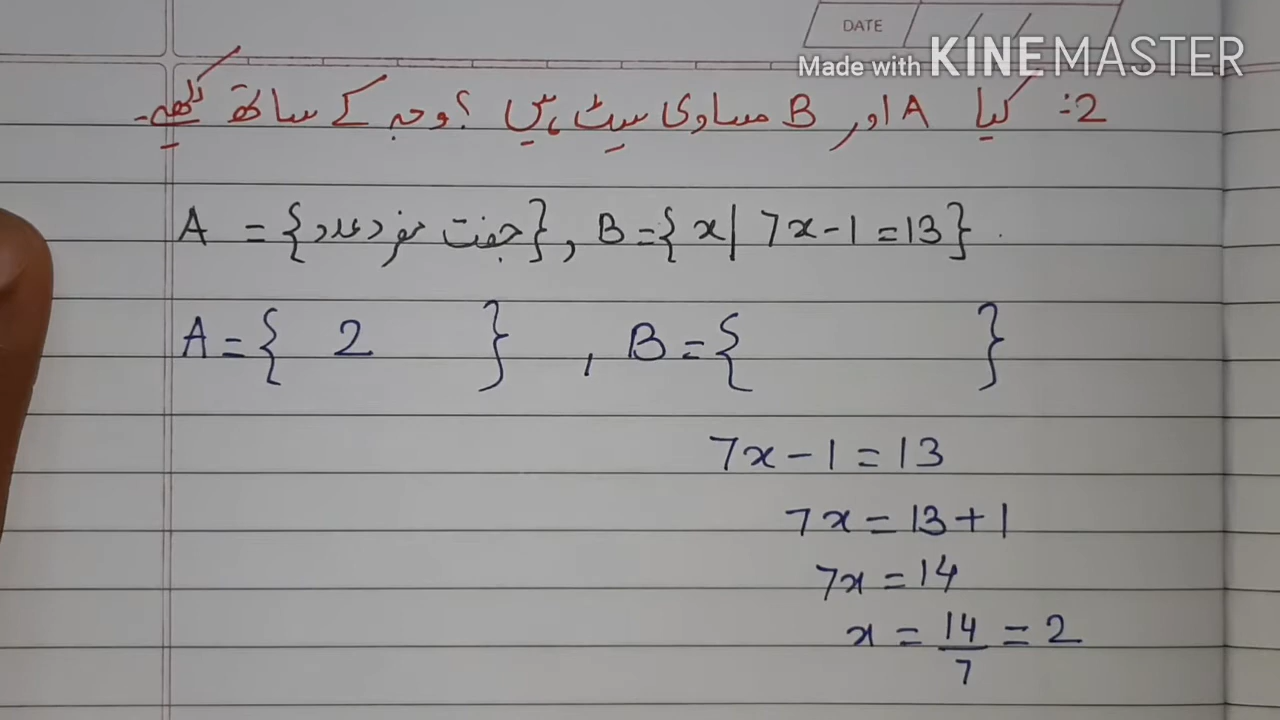 DATE
Made with KINEMASTER
2: کیا A اور B مساوی سیٹ ہیں ؟ وجہ کے ساتھ لکھیے۔
A = {جفت مفرد عدد}, B = {x | 7x - 1 = 13}
A = { 2 } , B = { }
7x - 1 = 13
7x = 13 + 1
7x = 14
x = 14/7 = 2